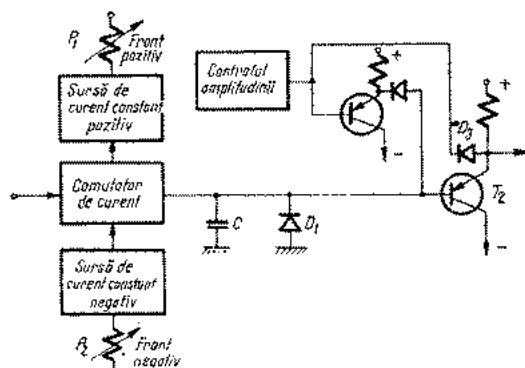 P1
Front
pozitiv
Sursă de
curent constant
pozitiv
Comutator
de curent
Sursă de
curent constant
negativ
P2
Front
negativ
Controlul
amplitudinii
+
-
C
D1
+
D3
T2
-